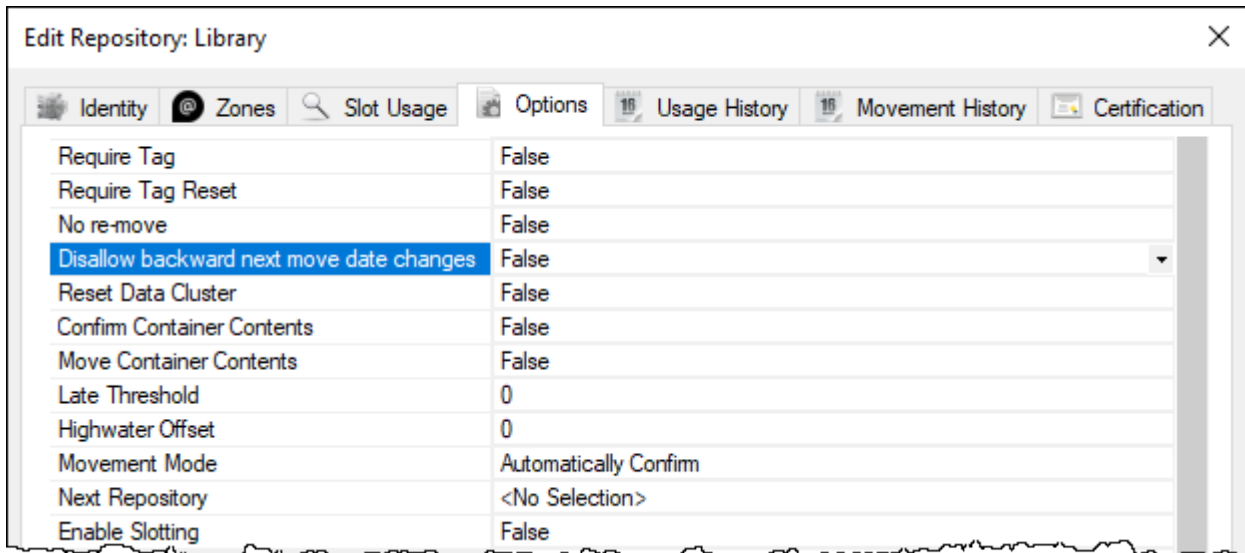 Edit Repository: Library
Identity Zones Slot Usage Options 16 Usage History 16 Movement History Certification
Require Tag False
Require Tag Reset False
No re-move False
Disallow backward next move date changes False
Reset Data Cluster False
Confirm Container Contents False
Move Container Contents False
Late Threshold 0
Highwater Offset 0
Movement Mode Automatically Confirm
Next Repository <No Selection>
Enable Slotting False